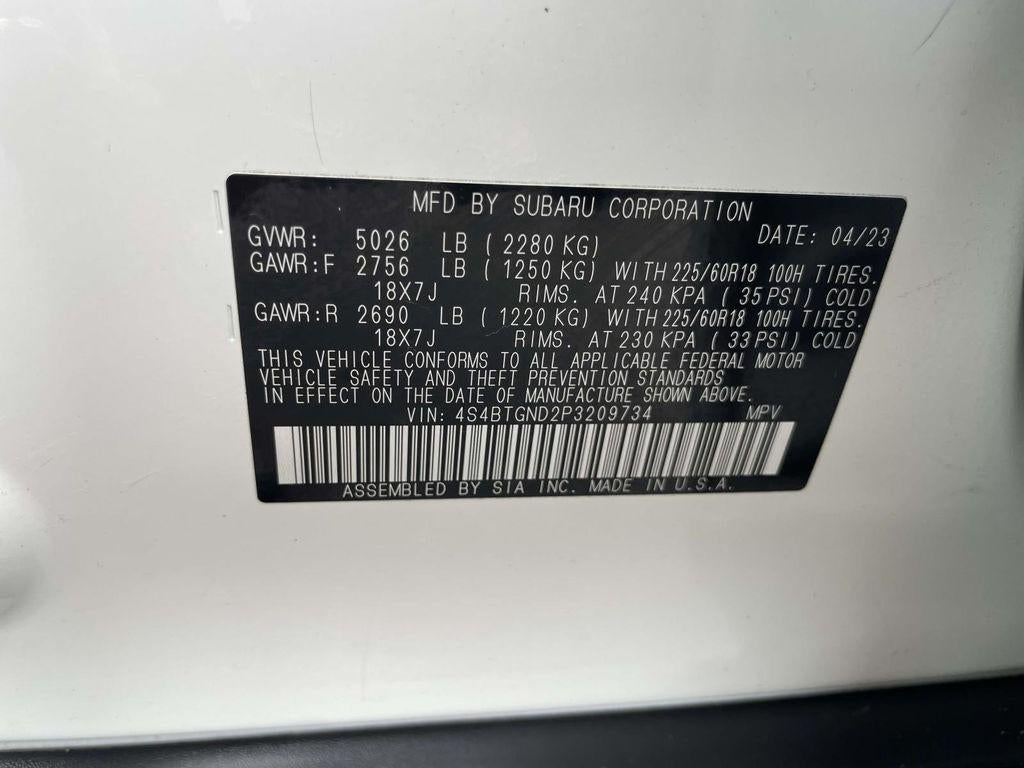 MFD BY SUBARU CORPORATION
GVWR: 5026 LB ( 2280 KG) DATE: 04/23
GAWR:F 2756 LB ( 1250 KG) WITH 225/60R18 100H TIRES.
18X7J RIMS. AT 240 KPA ( 35 PSI) COLD
GAWR:R 2690 LB ( 1220 KG) WITH 225/60R18 100H TIRES.
18X7J RIMS. AT 230 KPA ( 33 PSI) COLD
THIS VEHICLE CONFORMS TO ALL APPLICABLE FEDERAL MOTOR
VEHICLE SAFETY AND THEFT PREVENTION STANDARDS
IN EFFECT ON THE DATE OF MANUFACTURE SHOWN ABOVE.
VIN: 4S4BTGND2P3209734 MPV
ASSEMBLED BY SIA INC. MADE IN U.S.A.